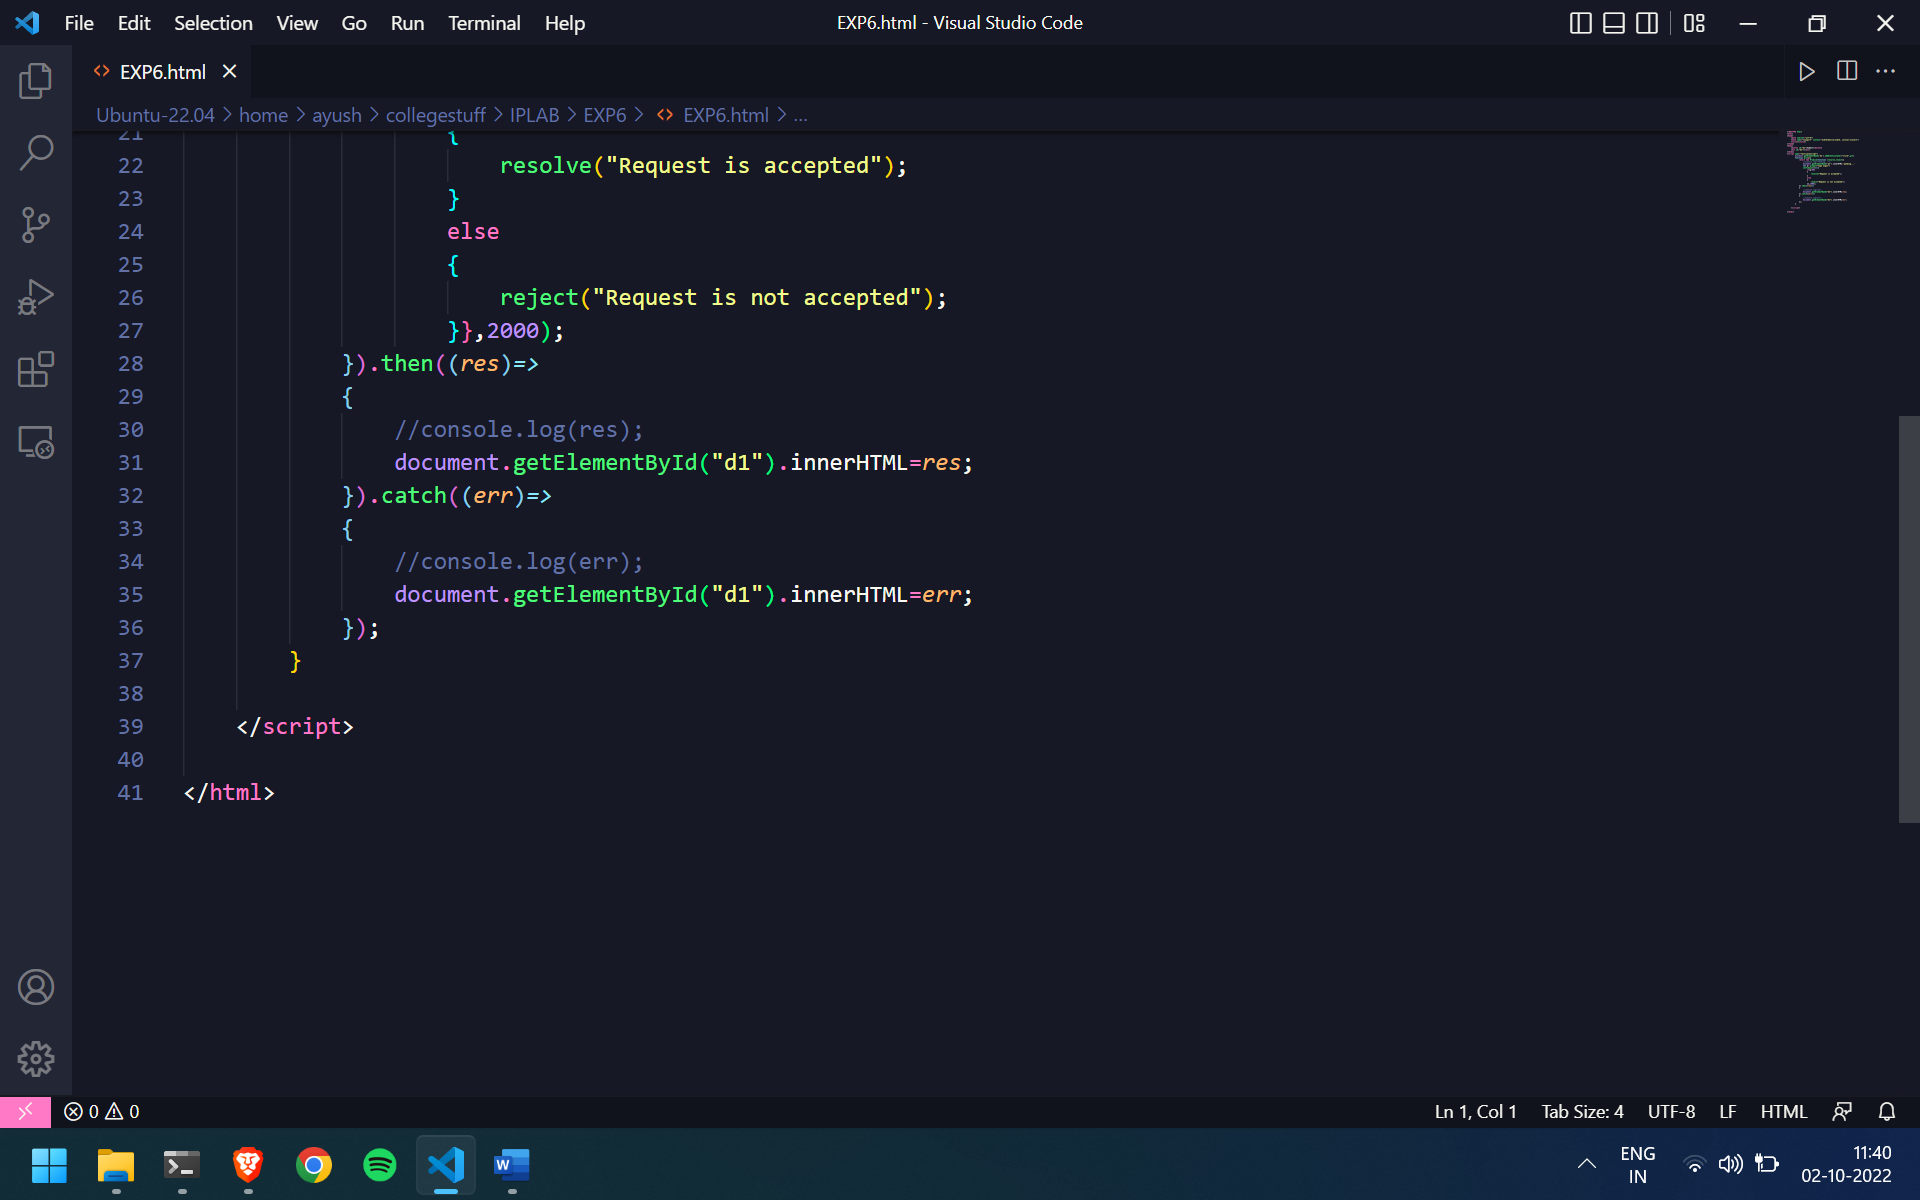 File Edit Selection View Go Run Terminal Help EXP6.html - Visual Studio Code
<> EXP6.html
Ubuntu-22.04 > home > ayush > collegestuff > IPLAB > EXP6 > <> EXP6.html > ...
21 {
22 resolve("Request is accepted");
23 }
24 else
25 {
26 reject("Request is not accepted");
27 }},2000);
28 }).then((res)=>
29 {
30 //console.log(res);
31 document.getElementById("d1").innerHTML=res;
32 }).catch((err)=>
33 {
34 //console.log(err);
35 document.getElementById("d1").innerHTML=err;
36 });
37 }
38
39 </script>
40
41 </html>
0 0 Ln 1, Col 1 Tab Size: 4 UTF-8 LF HTML
W
ENG
IN
11:40
02-10-2022